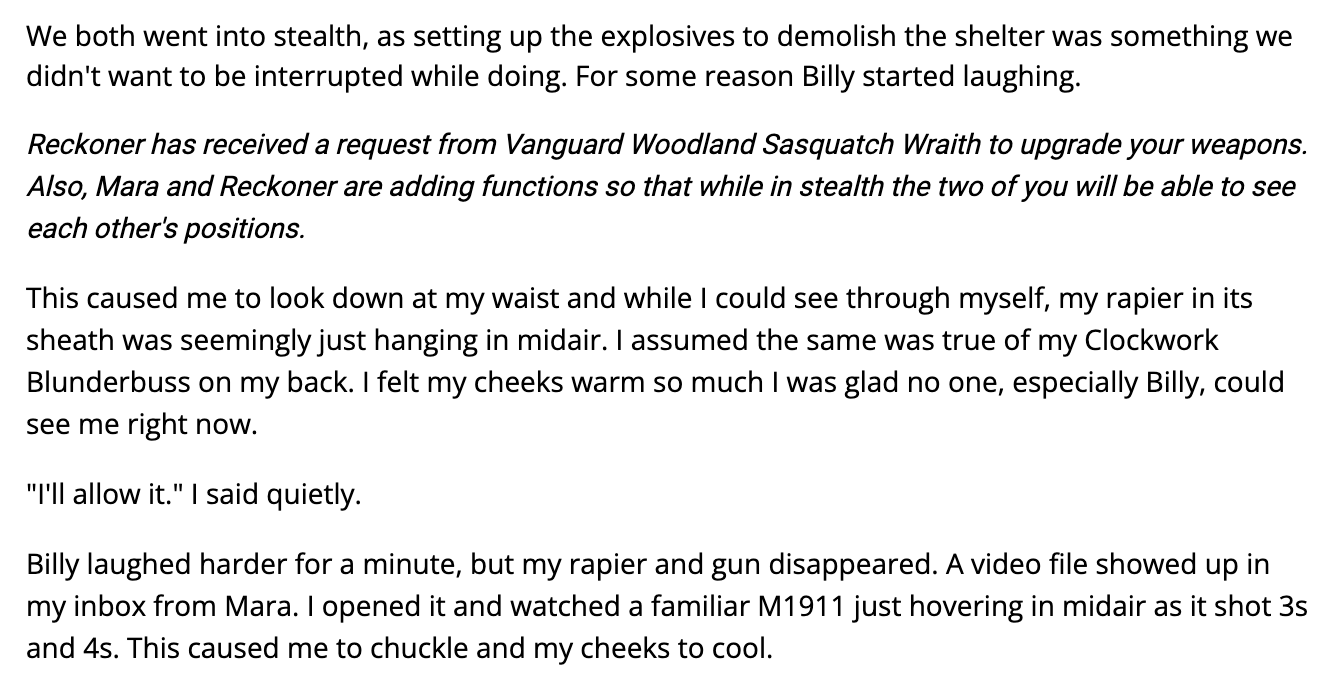 We both went into stealth, as setting up the explosives to demolish the shelter was something we
didn't want to be interrupted while doing. For some reason Billy started laughing.
Reckoner has received a request from Vanguard Woodland Sasquatch Wraith to upgrade your weapons.
Also, Mara and Reckoner are adding functions so that while in stealth the two of you will be able to see
each other's positions.
This caused me to look down at my waist and while I could see through myself, my rapier in its
sheath was seemingly just hanging in midair. I assumed the same was true of my Clockwork
Blunderbuss on my back. I felt my cheeks warm so much I was glad no one, especially Billy, could
see me right now.
"I'll allow it." I said quietly.
Billy laughed harder for a minute, but my rapier and gun disappeared. A video file showed up in
my inbox from Mara. I opened it and watched a familiar M1911 just hovering in midair as it shot 3s
and 4s. This caused me to chuckle and my cheeks to cool.